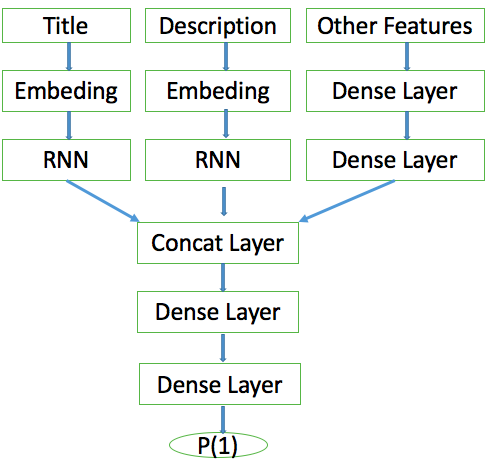 Title
Description
Other Features
Embeding
Embeding
Dense Layer
RNN
RNN
Dense Layer
Concat Layer
Dense Layer
Dense Layer
P(1)